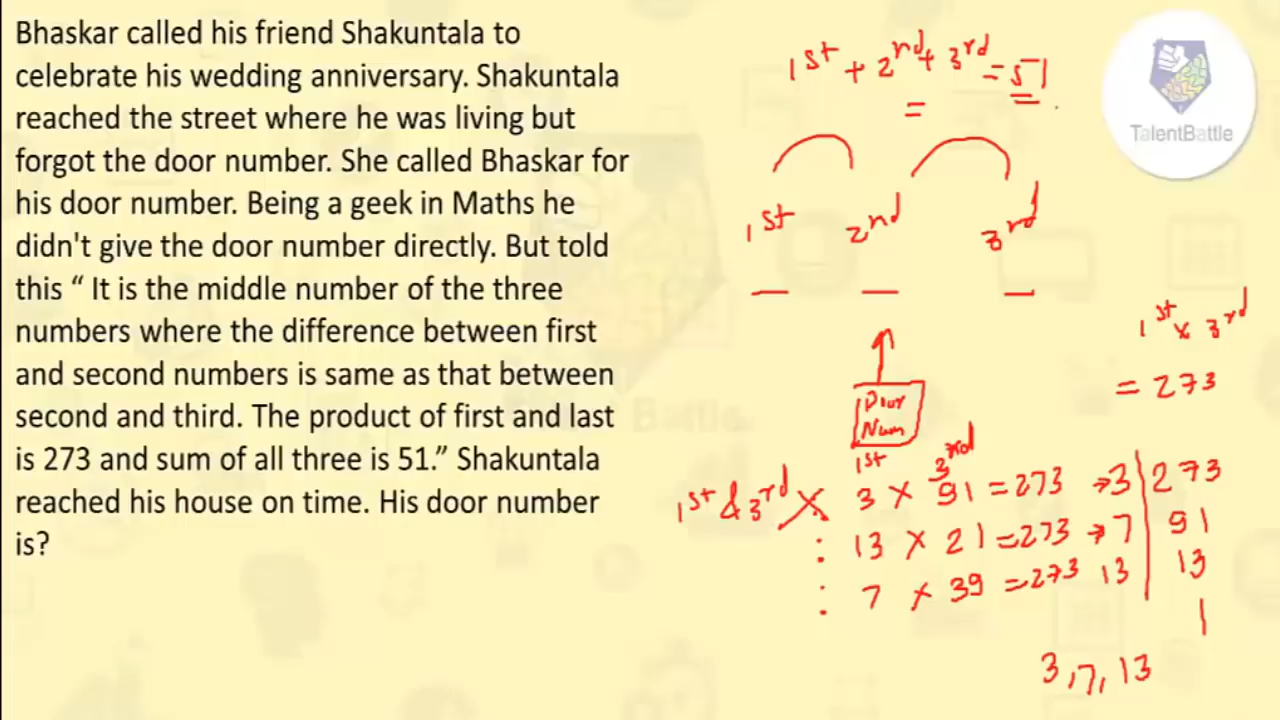 Bhaskar called his friend Shakuntala to
celebrate his wedding anniversary. Shakuntala
reached the street where he was living but
forgot the door number. She called Bhaskar for
his door number. Being a geek in Maths he
didn't give the door number directly. But told
this “ It is the middle number of the three
numbers where the difference between first
and second numbers is same as that between
second and third. The product of first and last
is 273 and sum of all three is 51.” Shakuntala
reached his house on time. His door number
is?
1st + 2nd + 3rd = 51
=
TalentBattle
1st 2nd 3rd
1st x 3rd
= 273
Door
Num
1st 3rd
1st & 3rd 3 x 91 = 273 → 3 | 273
: 13 x 21 = 273 → 7 | 91
: 7 x 39 = 273 13 | 13
1
3, 7, 13